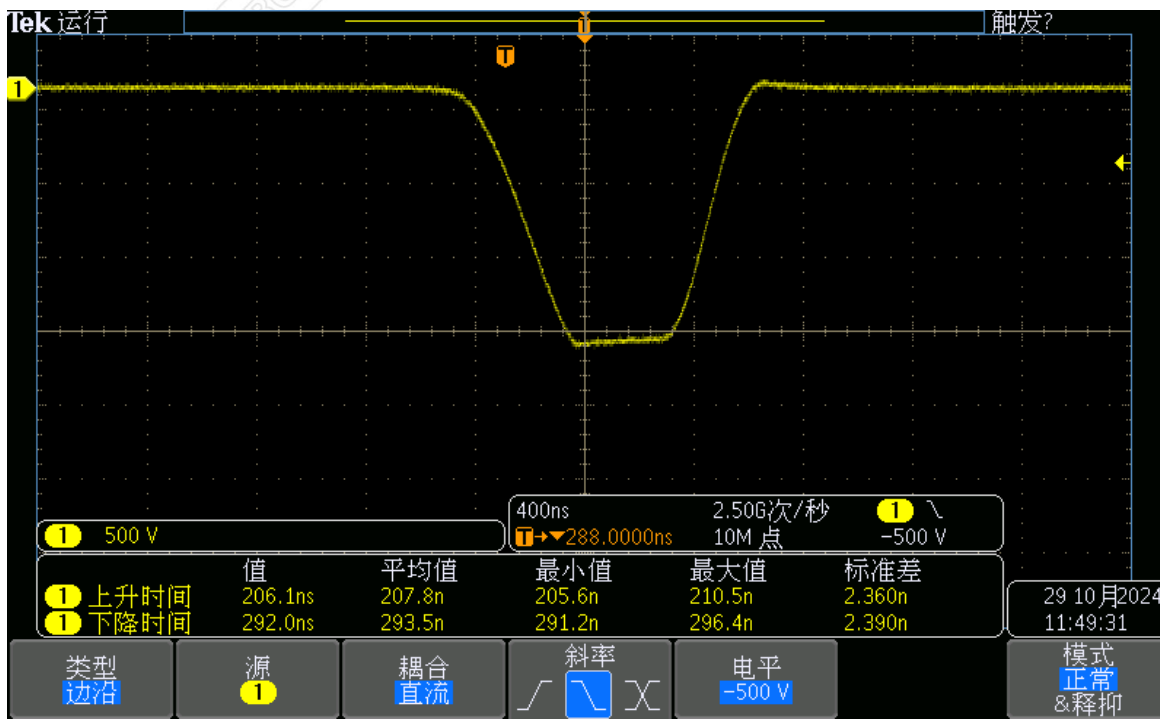 Tek 运行 T 触发?
T
1
400ns 2.50G次/秒 1
1 500 V T→▼288.0000ns 10M 点 -500 V
值 平均值 最小值 最大值 标准差
1 上升时间 206.1ns 207.8n 205.6n 210.5n 2.360n
1 下降时间 292.0ns 293.5n 291.2n 296.4n 2.390n
29 10月2024
11:49:31
类型 源 耦合 斜率 电平 模式
边沿 1 直流 -500 V 正常
&释抑